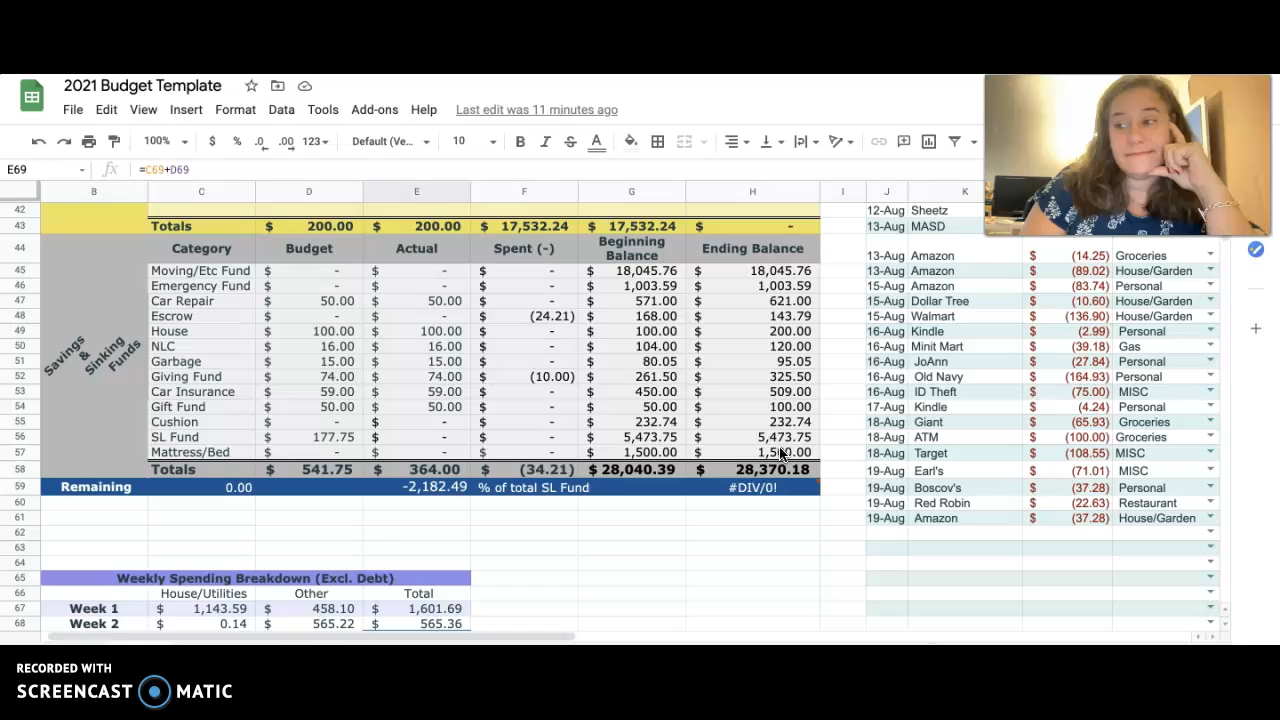 2021 Budget Template
File Edit View Insert Format Data Tools Add-ons Help Last edit was 11 minutes ago
100% $ % .0 .00 123 Default (Ve... 10 B I S A
E69 fx =C69+D69
B C D E F G H I J K
42 12-Aug Sheetz
43 Totals $ 200.00 $ 200.00 $ 17,532.24 $ 17,532.24 $ - 13-Aug MASD
44 Category Budget Actual Spent (-) Beginning Balance Ending Balance 13-Aug Amazon $ (14.25) Groceries
Savings & Sinking Funds
45 Moving/Etc Fund $ - $ - $ - $ 18,045.76 $ 18,045.76 13-Aug Amazon $ (89.02) House/Garden
46 Emergency Fund $ - $ - $ - $ 1,003.59 $ 1,003.59 15-Aug Amazon $ (83.74) Personal
47 Car Repair $ 50.00 $ 50.00 $ - $ 571.00 $ 621.00 15-Aug Dollar Tree $ (10.60) House/Garden
48 Escrow $ - $ - $ (24.21) $ 168.00 $ 143.79 15-Aug Walmart $ (136.90) House/Garden
49 House $ 100.00 $ 100.00 $ - $ 100.00 $ 200.00 16-Aug Kindle $ (2.99) Personal
50 NLC $ 16.00 $ 16.00 $ - $ 104.00 $ 120.00 16-Aug Minit Mart $ (39.18) Gas
51 Garbage $ 15.00 $ 15.00 $ - $ 80.05 $ 95.05 16-Aug JoAnn $ (27.84) Personal
52 Giving Fund $ 74.00 $ 74.00 $ (10.00) $ 261.50 $ 325.50 16-Aug Old Navy $ (164.93) Personal
53 Car Insurance $ 59.00 $ 59.00 $ - $ 450.00 $ 509.00 16-Aug ID Theft $ (75.00) MISC
54 Gift Fund $ 50.00 $ 50.00 $ - $ 50.00 $ 100.00 17-Aug Kindle $ (4.24) Personal
55 Cushion $ - $ - $ - $ 232.74 $ 232.74 18-Aug Giant $ (65.93) Groceries
56 SL Fund $ 177.75 $ - $ - $ 5,473.75 $ 5,473.75 18-Aug ATM $ (100.00) Groceries
57 Mattress/Bed $ - $ - $ - $ 1,500.00 $ 18-Aug Target $ (108.55) MISC
58 Totals $ 541.75 $ 364.00 $ (34.21) $ 28,040.39 $ 28,370.18 19-Aug Earl's $ (71.01) MISC
59 Remaining 0.00 -2,182.49 % of total SL Fund #DIV/0! 19-Aug Boscov's $ (37.28) Personal
60 19-Aug Red Robin $ (22.63) Restaurant
61 19-Aug Amazon $ (37.28) House/Garden
62
63
64
65 Weekly Spending Breakdown (Excl. Debt)
66 House/Utilities Other Total
67 Week 1 $ 1,143.59 $ 458.10 $ 1,601.69
68 Week 2 $ 0.14 $ 565.22 $ 565.36
RECORDED WITH
SCREENCAST MATIC